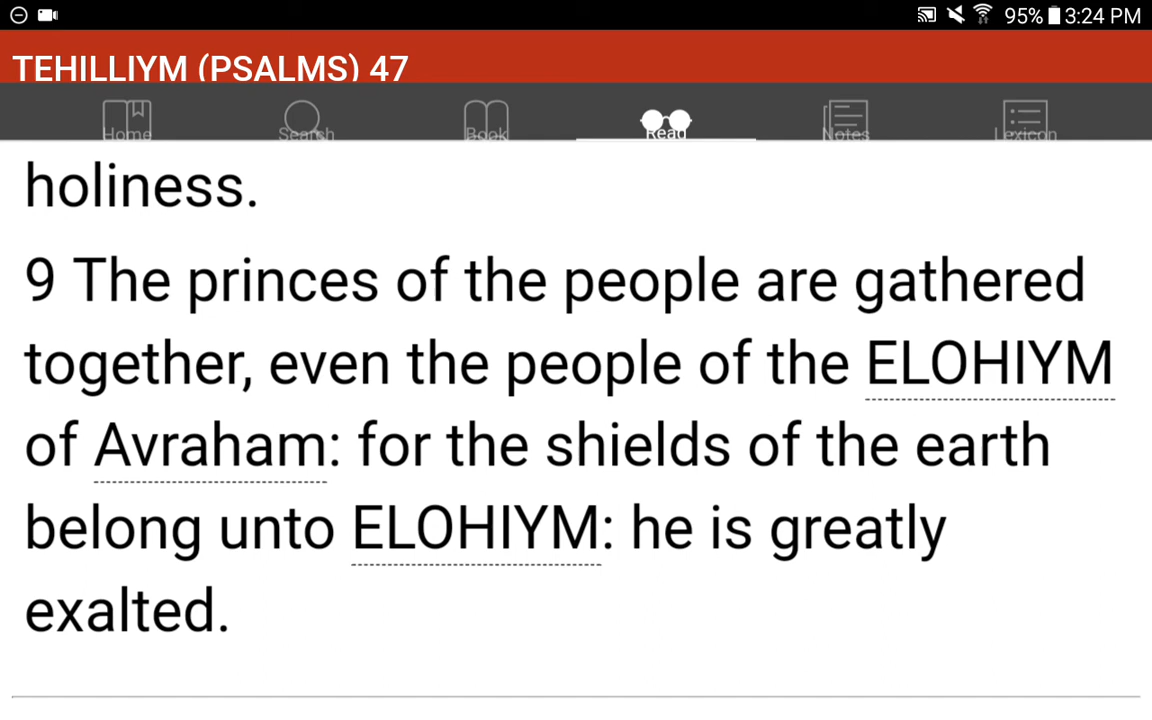 95% 3:24 PM
TEHILLIYM (PSALMS) 47
Home Search Book Read Notes Lexicon
holiness.
9 The princes of the people are gathered
together, even the people of the ELOHIYM
of Avraham: for the shields of the earth
belong unto ELOHIYM: he is greatly
exalted.